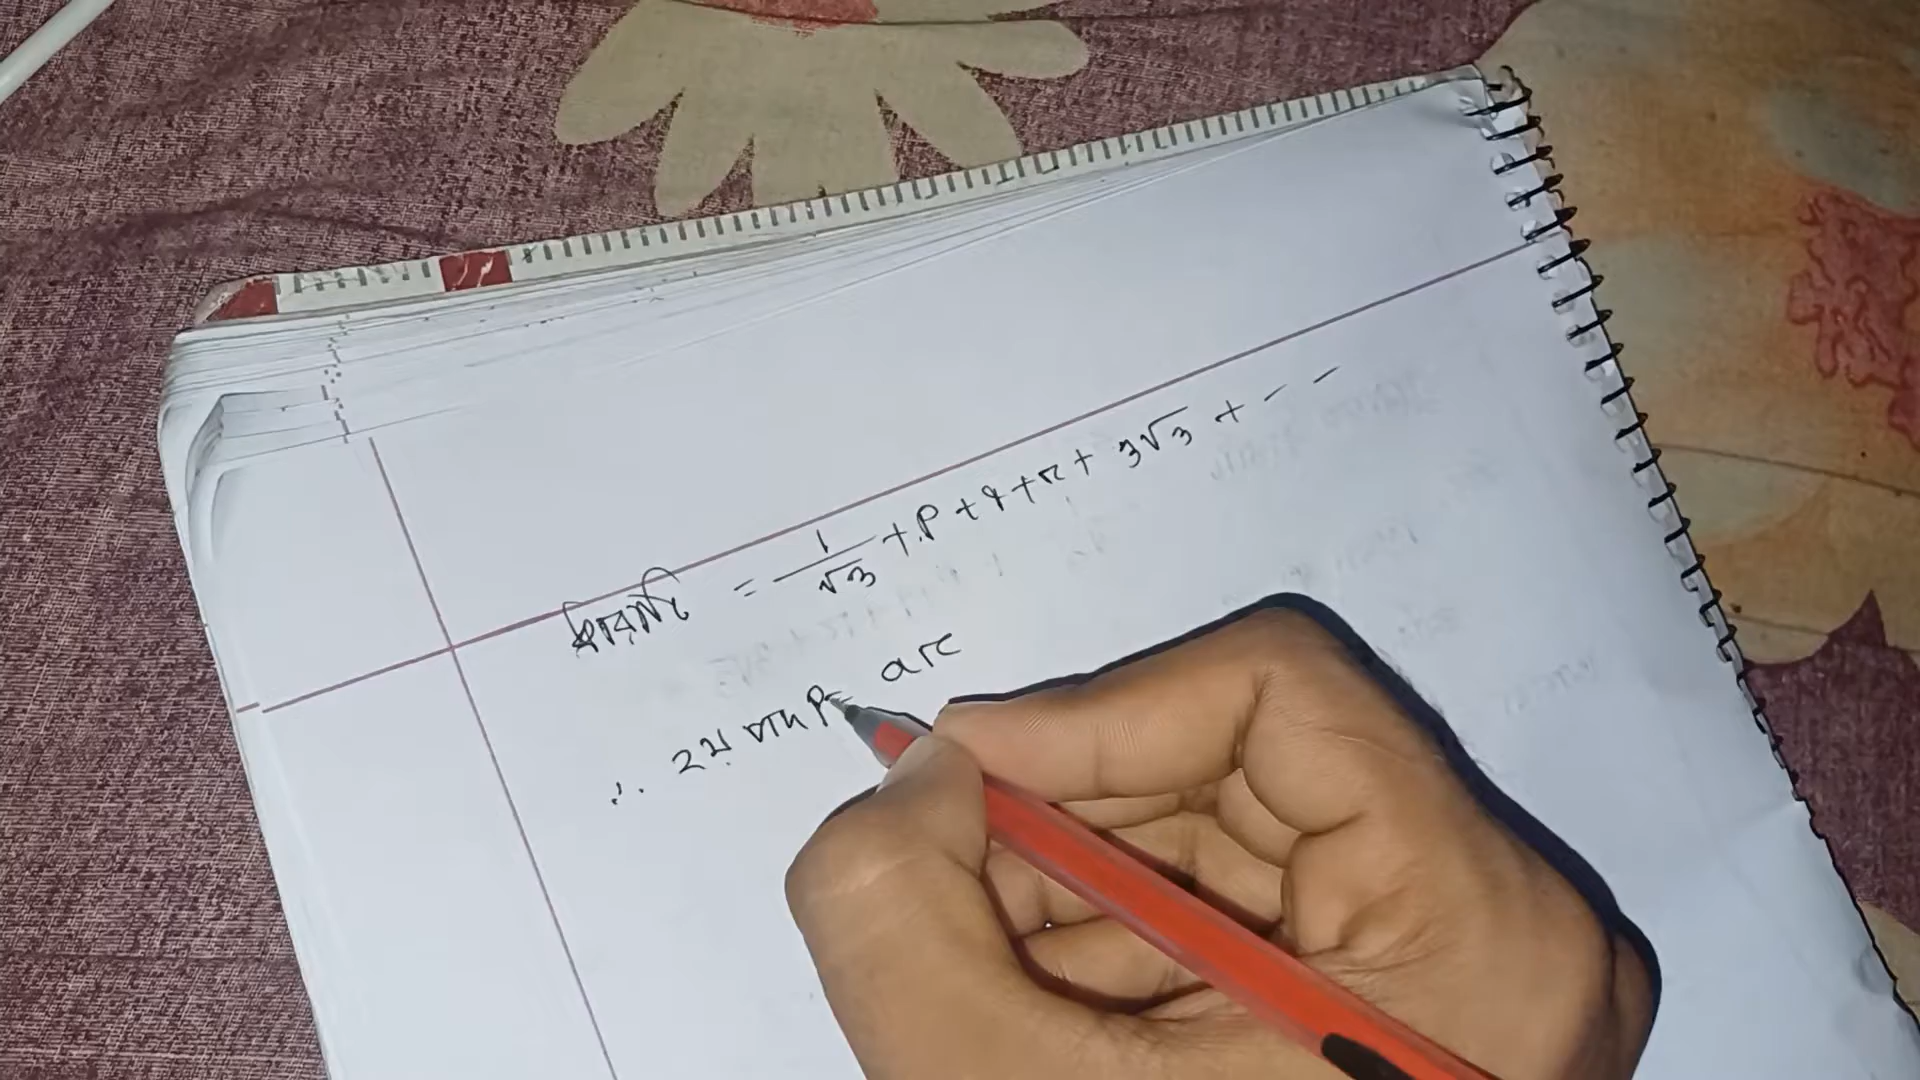 ধারাটি = 1/√3 + P + q + r + 3√3 + - -
∴ ২য় পদ P = ar